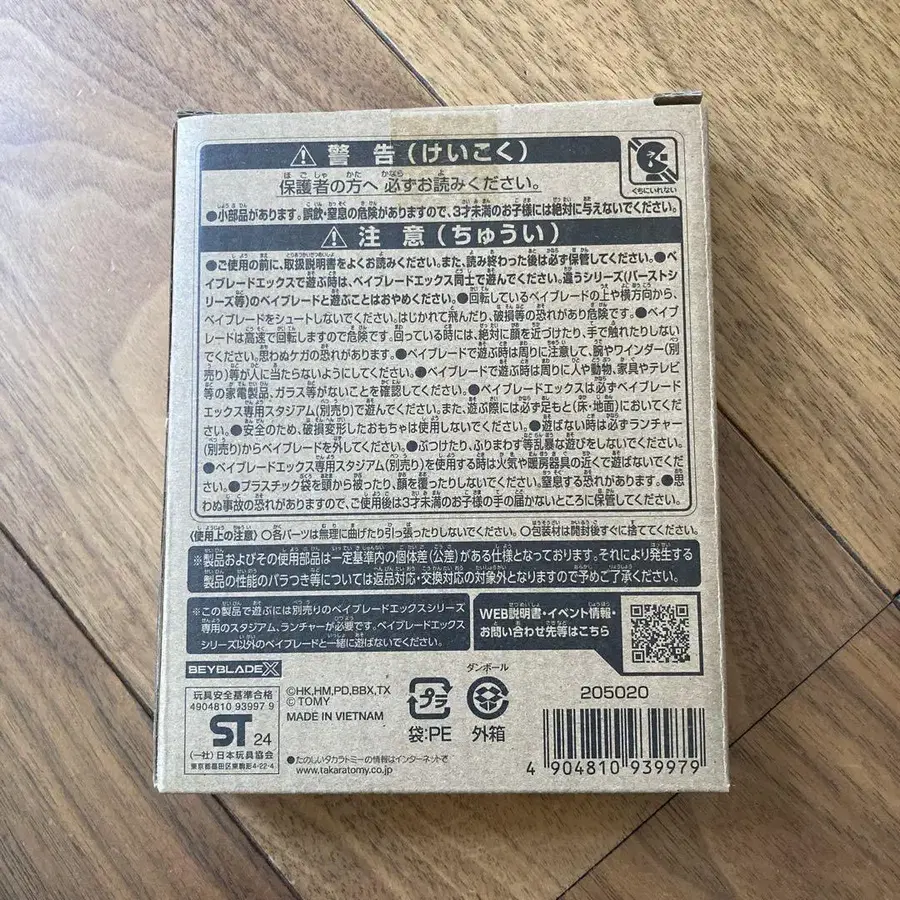 ⚠ 警告(けいこく)
保護者の方へ 必ずお読みください。
くちにいれない
●小部品があります。誤飲・窒息の危険がありますので、3才未満のお子様には絶対に与えないでください。
⚠ 注意(ちゅうい)
●ご使用の前に、取扱説明書をよくお読みください。また、読み終わった後は必ず保管してください。●ベ
イブレードエックスで遊ぶ時は、ベイブレードエックス同士で遊んでください。違うシリーズ(バーストシ
リーズ等)のベイブレードと遊ぶことはおやめください。●回転しているベイブレードの上や横方向から、
ベイブレードをシュートしないでください。はじかれて飛んだり、破損等の恐れがあり危険です。●ベイブレー
ドは高速で回転しますので危険です。回っている時には、絶対に顔を近づけたり、手で触れたりしない
でください。思わぬケガの恐れがあります。●ベイブレードで遊ぶ時は周りに注意して、腕やワインダー(別
売り)等が人に当たらないようにしてください。●ベイブレードで遊ぶ時は周りに人や動物、家具やテレビ
等の家電製品、ガラス等がないことを確認してください。●ベイブレードエックスは必ずベイブレード
エックス専用スタジアム(別売り)で遊んでください。また、遊ぶ際には必ず足もと(床・地面)においてくだ
さい。●安全のため、破損変形したおもちゃは使用しないでください。●遊ばない時は必ずランチャー
(別売り)からベイブレードを外してください。●ぶつけたり、ふりまわす等乱暴な遊びをしないでください。
●ベイブレードエックス専用スタジアム(別売り)を使用する時は火気や暖房器具の近くで遊ばないでください。
●プラスチック袋を頭から被ったり、顔を覆ったりしないでください。窒息する恐れがあります。●思
わぬ事故の恐れがありますので、ご使用後は3才未満のお子様の手の届かないところに保管してください。
〈使用上の注意〉○各パーツは無理に曲げたり引っ張ったりしないでください。○包装材は開封後すぐに捨ててください。
※製品およびその使用部品は一定基準内の個体差(公差)がある仕様となっております。それにより発生する
製品の性能のバラつき等については返品対応・交換対応の対象外となりますので予めご了承ください。
※この製品で遊ぶには別売りのベイブレードエックスシリーズ
専用のスタジアム、ランチャーが必要です。ベイブレードエックス
シリーズ以外のベイブレードと一緒に遊ばないでください。
WEB説明書・イベント情報・
お問い合わせ先等はこちら
BEYBLADE X
玩具安全基準合格
4904810 93997 9
ST 24
(一社)日本玩具協会
東京都墨田区東駒形4-22-4
©HK,HM,PD,BBX,TX
© TOMY
MADE IN VIETNAM
●たのしいタカラトミーの情報はインターネットで
www.takaratomy.co.jp
プラ
袋:PE
ダンボール
外箱
205020
4 904810 939979